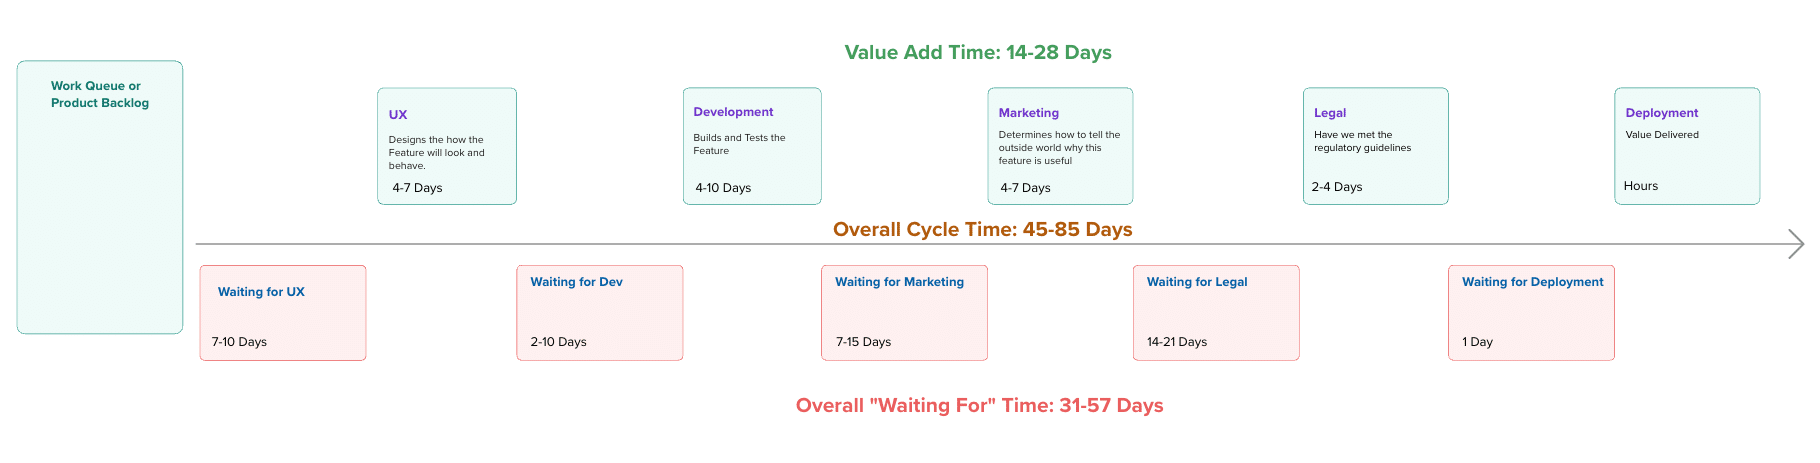 Value Add Time: 14-28 Days
Work Queue or
Product Backlog
UX
Designs the how the
Feature will look and
behave.
4-7 Days
Development
Builds and Tests the
Feature
4-10 Days
Marketing
Determines how to tell the
outside world why this
feature is useful
4-7 Days
Legal
Have we met the
regulatory guidelines
2-4 Days
Deployment
Value Delivered
Hours
Overall Cycle Time: 45-85 Days
Waiting for UX
7-10 Days
Waiting for Dev
2-10 Days
Waiting for Marketing
7-15 Days
Waiting for Legal
14-21 Days
Waiting for Deployment
1 Day
Overall "Waiting For" Time: 31-57 Days